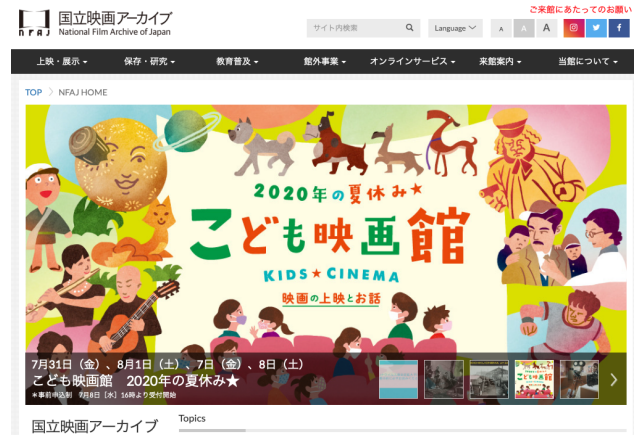 ご来館にあたってのお願い
国立映画アーカイブ
National Film Archive of Japan
NFAJ
サイト内検索
Language
A A A
上映・展示 保存・研究 教育普及 館外事業 オンラインサービス 来館案内 当館について
TOP NFAJ HOME
2020年の夏休み★
こども映画館
KIDS★CINEMA
映画の上映とお話
7月31日(金)、8月1日(土)、7日(金)、8日(土)
こども映画館 2020年の夏休み★
*事前申込制 7月8日[水]16時より受付開始
国立映画アーカイブ
Topics